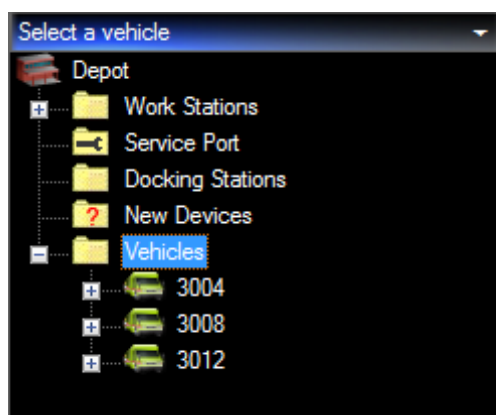 Select a vehicle
Depot
Work Stations
Service Port
Docking Stations
? New Devices
Vehicles
3004
3008
3012